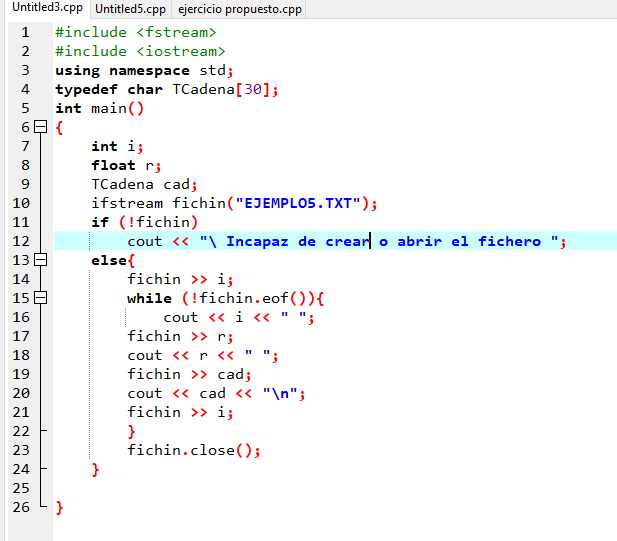 Untitled3.cpp Untitled5.cpp ejercicio propuesto.cpp
1 #include <fstream>
2 #include <iostream>
3 using namespace std;
4 typedef char TCadena[30];
5 int main()
6 {
7 int i;
8 float r;
9 TCadena cad;
10 ifstream fichin("EJEMPLO5.TXT");
11 if (!fichin)
12 cout << "\ Incapaz de crear o abrir el fichero ";
13 else{
14 fichin >> i;
15 while (!fichin.eof()){
16 cout << i << " ";
17 fichin >> r;
18 cout << r << " ";
19 fichin >> cad;
20 cout << cad << "\n";
21 fichin >> i;
22 }
23 fichin.close();
24 }
25
26 }